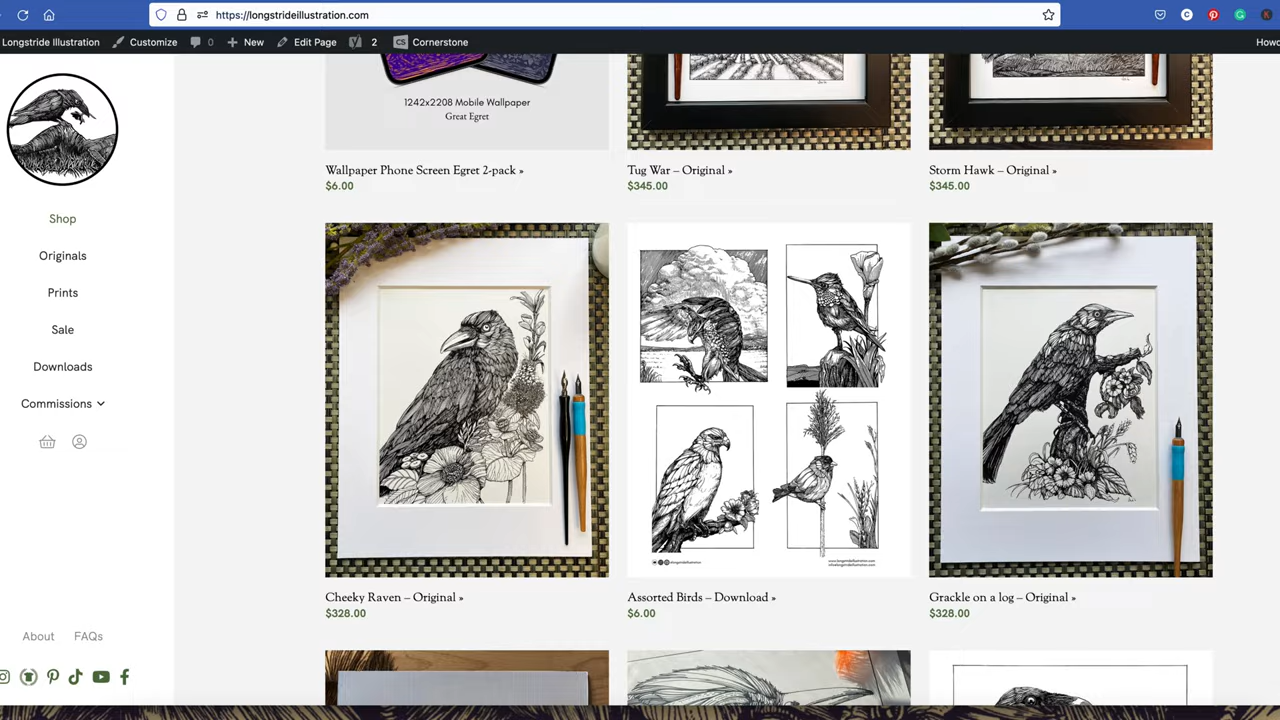 https://longstrideillustration.com
Longstride Illustration Customize 0 New Edit Page 2 CS Cornerstone Howd
1242x2208 Mobile Wallpaper
Great Egret
Wallpaper Phone Screen Egret 2-pack »
$6.00
Tug War – Original »
$345.00
Storm Hawk – Original »
$345.00
Shop
Originals
Prints
Sale
Downloads
Commissions
Cheeky Raven – Original »
$328.00
Assorted Birds – Download »
$6.00
Grackle on a log – Original »
$328.00
About FAQs